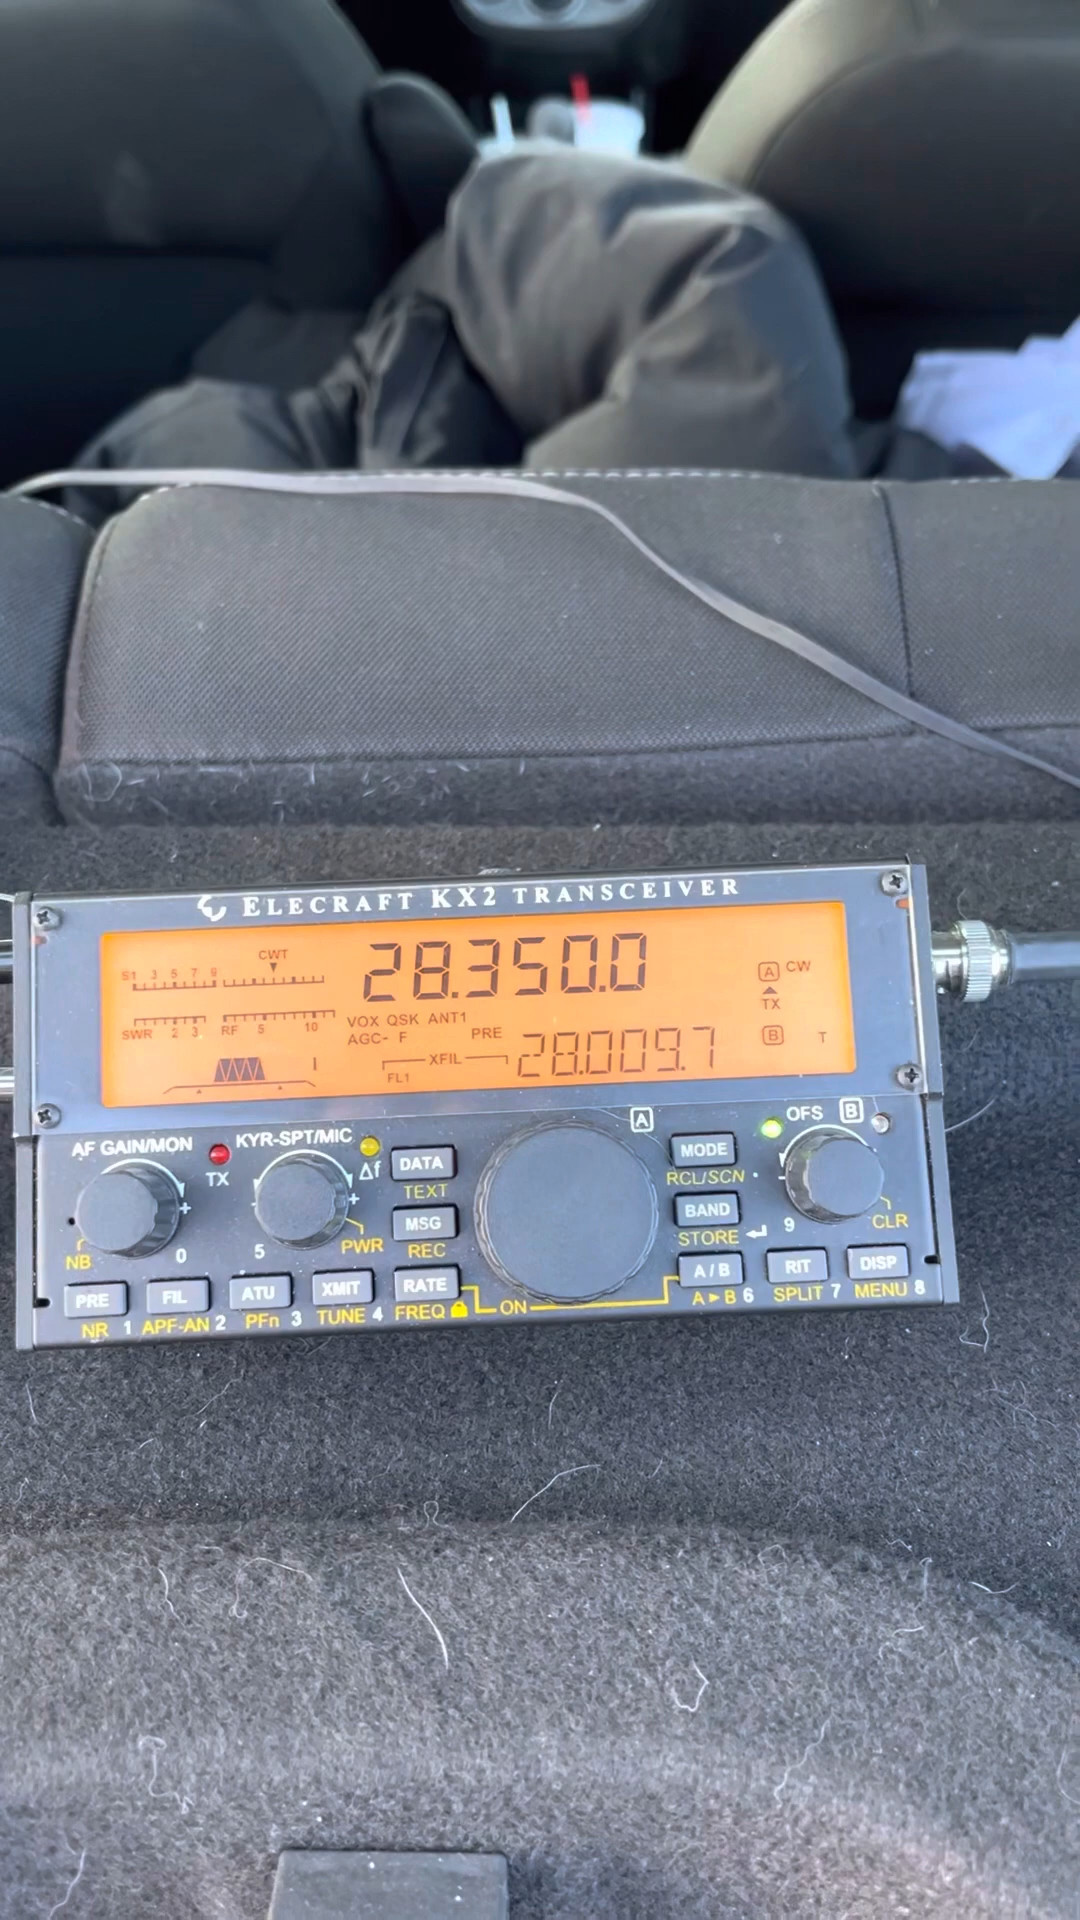 ELECRAFT KX2 TRANSCEIVER
S1 3 5 7 9 CWT
28.350.0
A CW
TX
SWR 2 3 RF 5 10
VOX QSK ANT1
AGC- F PRE
28.009.7
B T
FL1 XFIL
AF GAIN/MON
TX
KYR-SPT/MIC
Δf
DATA
TEXT
A
MODE
RCL/SCN
OFS B
- +
NB 0
- +
5 PWR
MSG
REC
BAND
STORE
- +
9 CLR
PRE FIL ATU XMIT RATE
NR 1 APF-AN 2 PFn 3 TUNE 4 FREQ
ON
A/B RIT DISP
A▸B 6 SPLIT 7 MENU 8